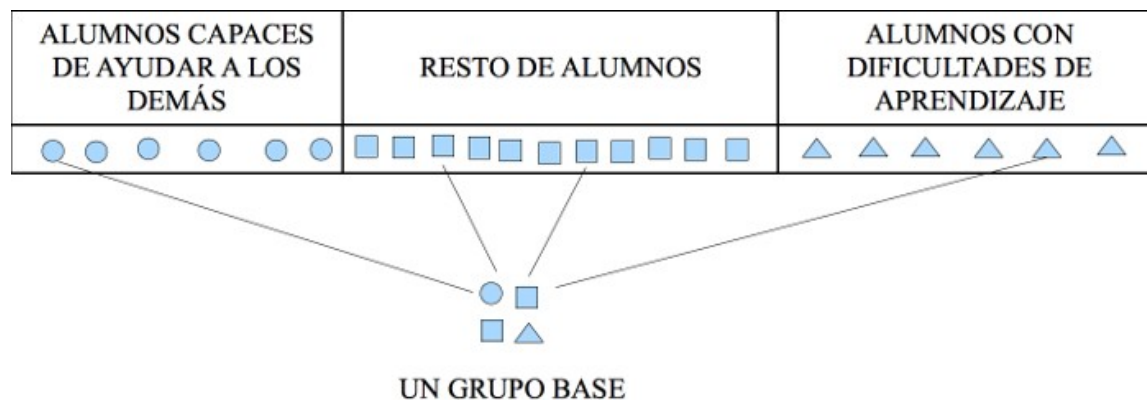 ALUMNOS CAPACES
DE AYUDAR A LOS
DEMÁS
RESTO DE ALUMNOS
ALUMNOS CON
DIFICULTADES DE
APRENDIZAJE
UN GRUPO BASE